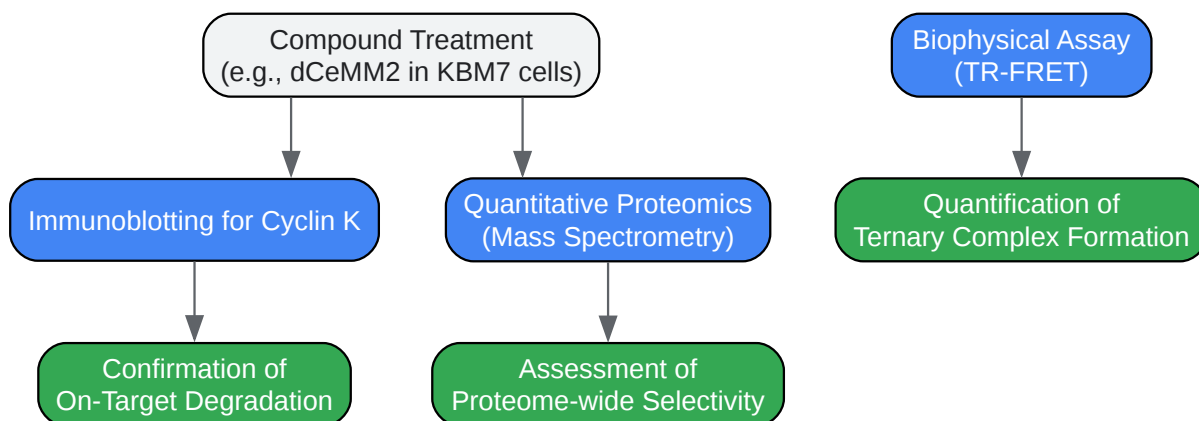 Compound Treatment
(e.g., dCeMM2 in KBM7 cells)
Biophysical Assay
(TR-FRET)
Immunoblotting for Cyclin K
Quantitative Proteomics
(Mass Spectrometry)
Quantification of
Ternary Complex Formation
Confirmation of
On-Target Degradation
Assessment of
Proteome-wide Selectivity